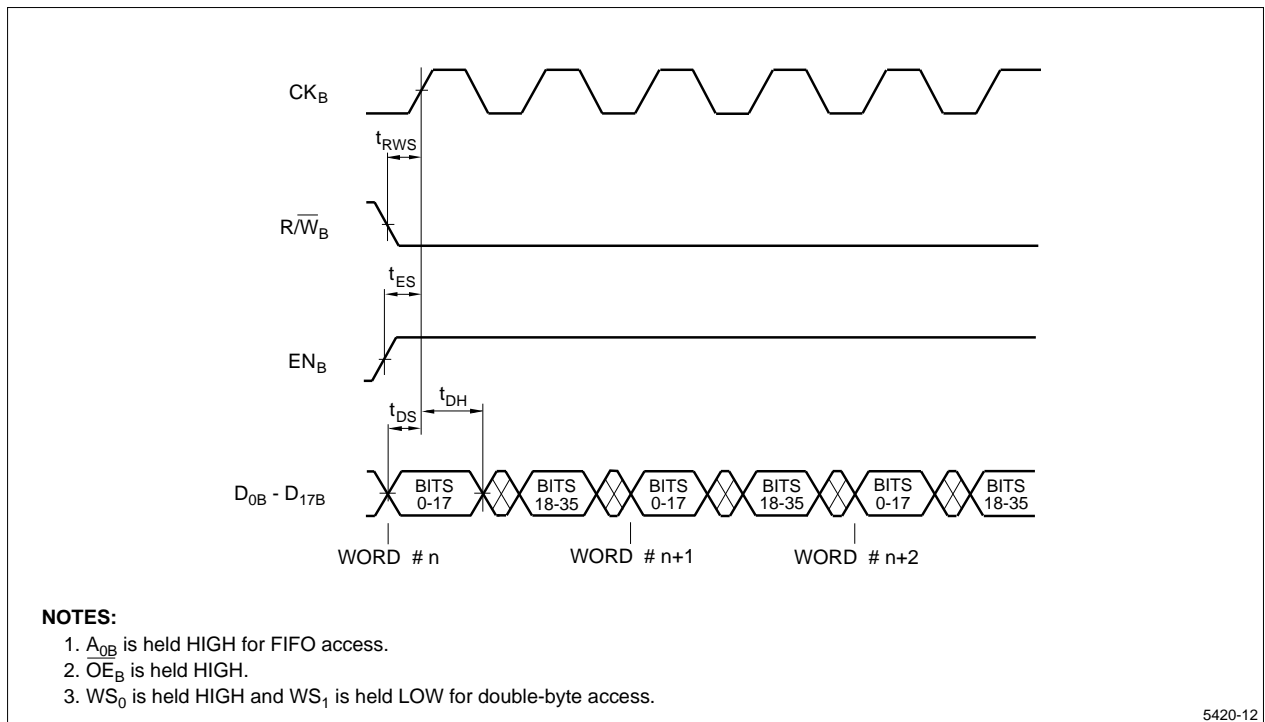 CKB
tRWS
R/W̅B
tES
ENB
tDH
tDS
D0B - D17B
BITS 0-17
BITS 18-35
BITS 0-17
BITS 18-35
BITS 0-17
BITS 18-35
WORD # n
WORD # n+1
WORD # n+2
NOTES:
1. A0B is held HIGH for FIFO access.
2. O̅E̅B is held HIGH.
3. WS0 is held HIGH and WS1 is held LOW for double-byte access.
5420-12